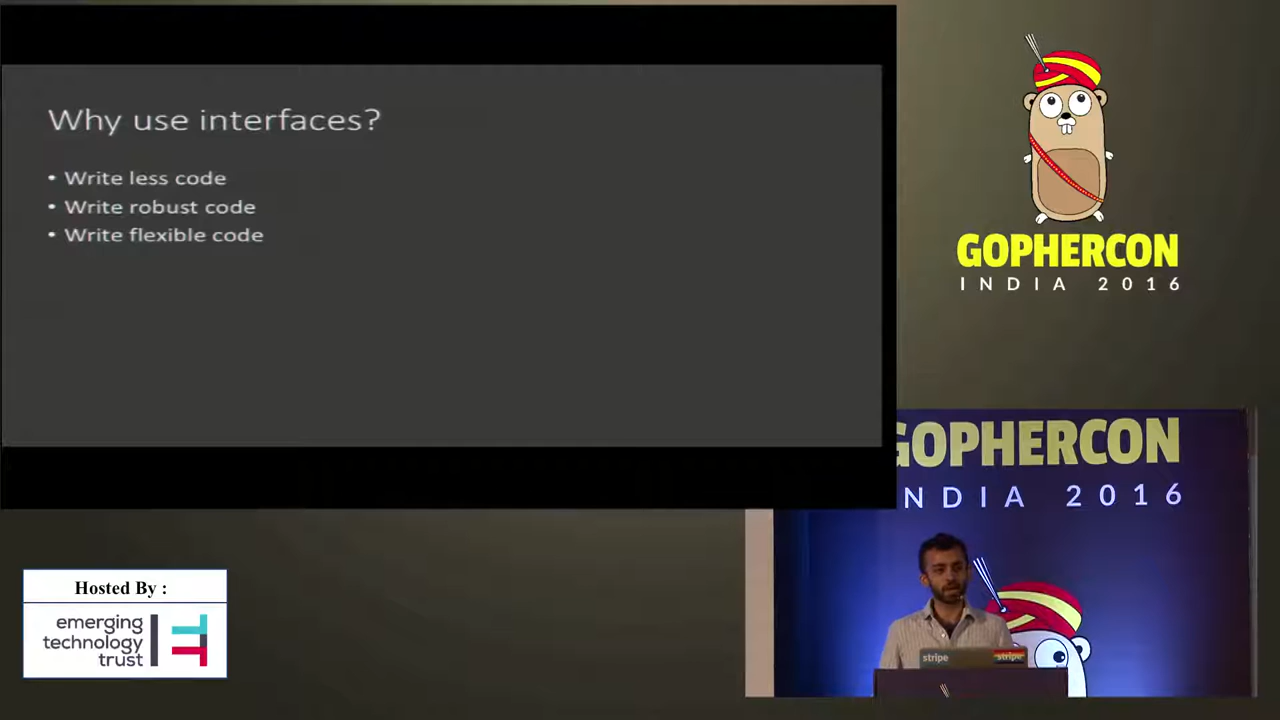 Why use interfaces?
• Write less code
• Write robust code
• Write flexible code
GOPHERCON
INDIA 2016
GOPHERCON
NDIA 2016
Hosted By :
emerging
technology
trust
stripe
stripe